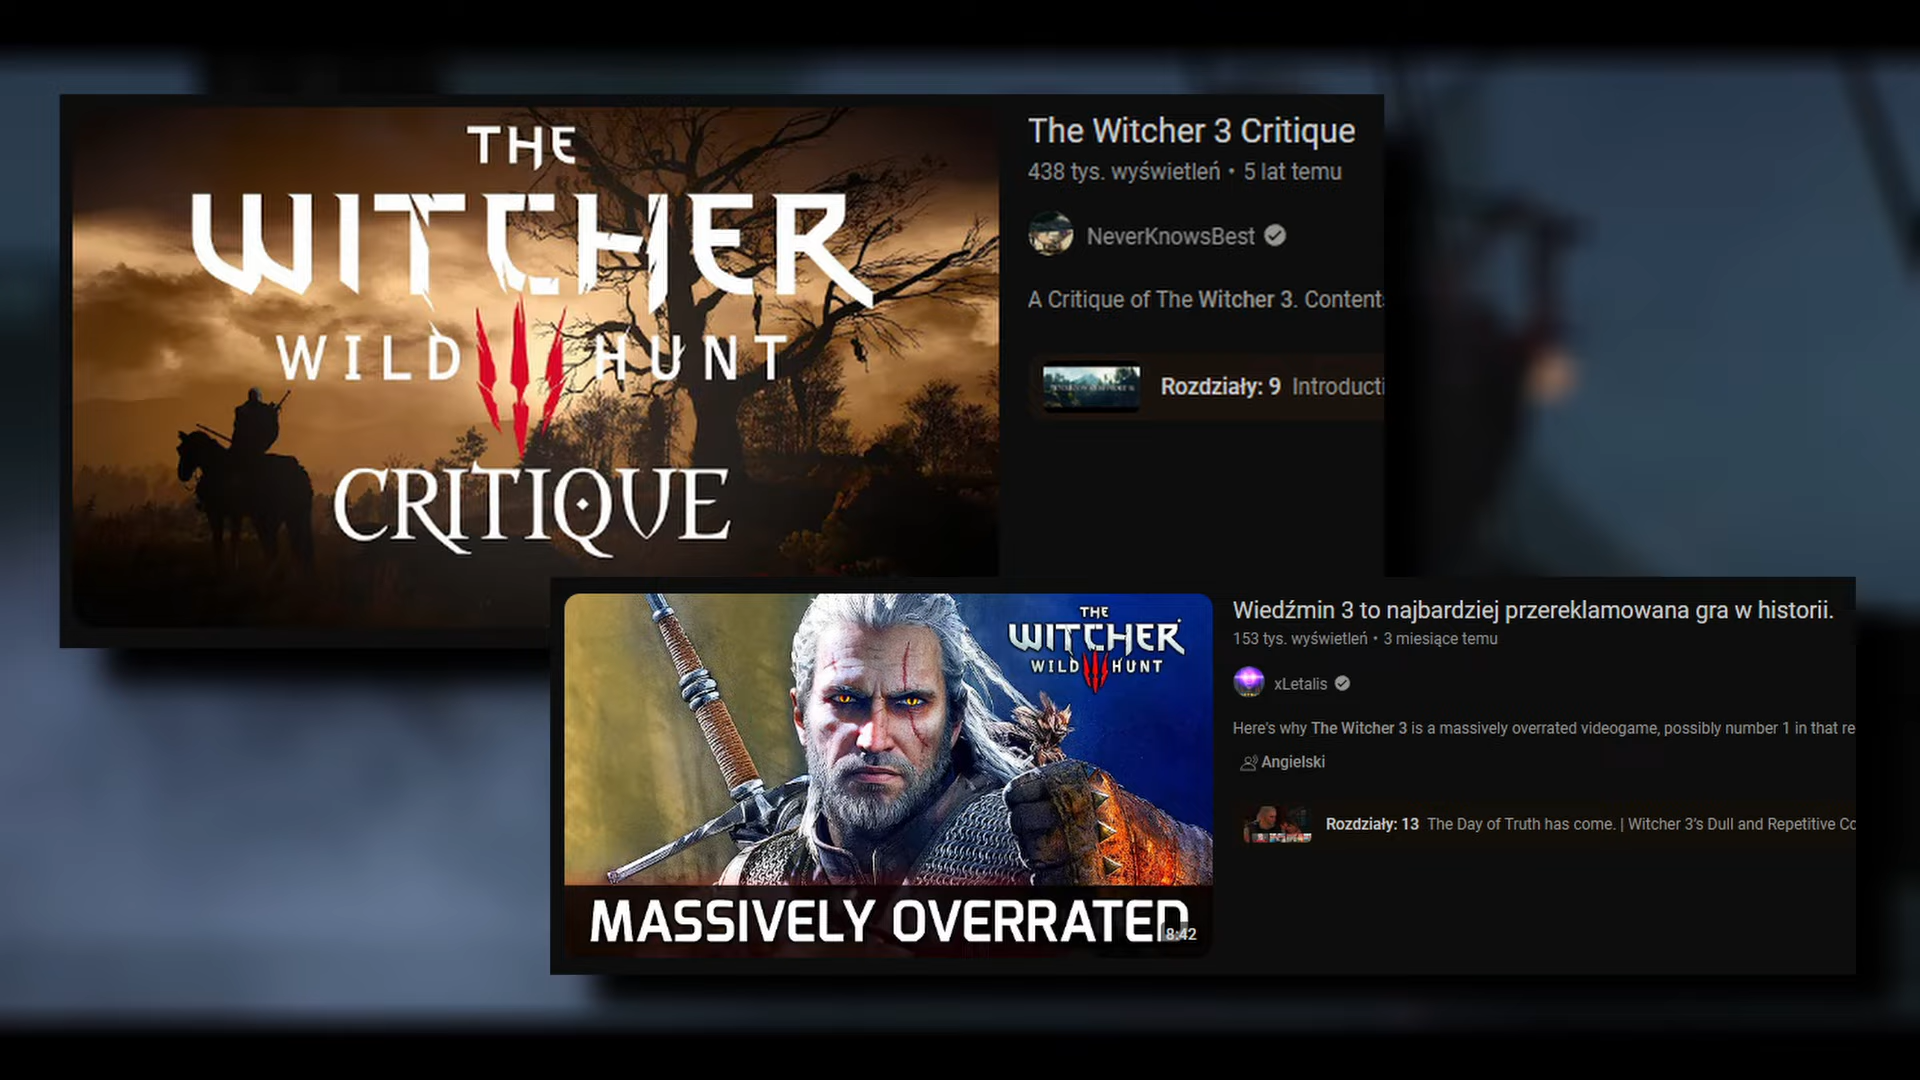 THE
WITCHER
WILD HUNT
CRITIQUE
The Witcher 3 Critique
438 tys. wyświetleń • 5 lat temu
NeverKnowsBest
A Critique of The Witcher 3. Content
Rozdziały: 9 Introducti
THE
WITCHER
WILD HUNT
MASSIVELY OVERRATED
8:42
Wiedźmin 3 to najbardziej przereklamowana gra w historii.
153 tys. wyświetleń • 3 miesiące temu
xLetalis
Here's why The Witcher 3 is a massively overrated videogame, possibly number 1 in that re
Angielski
Rozdziały: 13 The Day of Truth has come. | Witcher 3's Dull and Repetitive Co